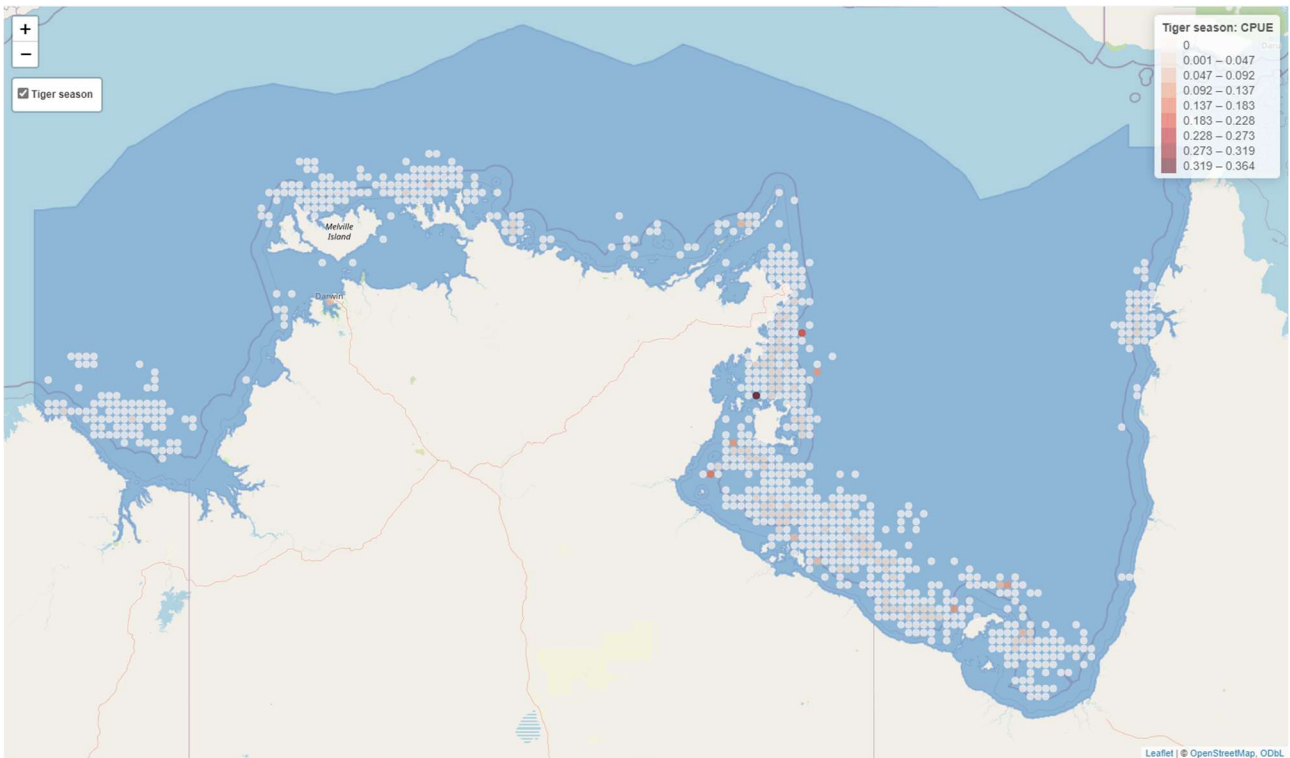 +
Tiger season: CPUE
−
0
0.001 – 0.047
0.047 – 0.092
Tiger season
0.092 – 0.137
0.137 – 0.183
0.183 – 0.228
0.228 – 0.273
0.273 – 0.319
0.319 – 0.364
Melville
Island
Darwin
Leaflet | © OpenStreetMap, ODbL